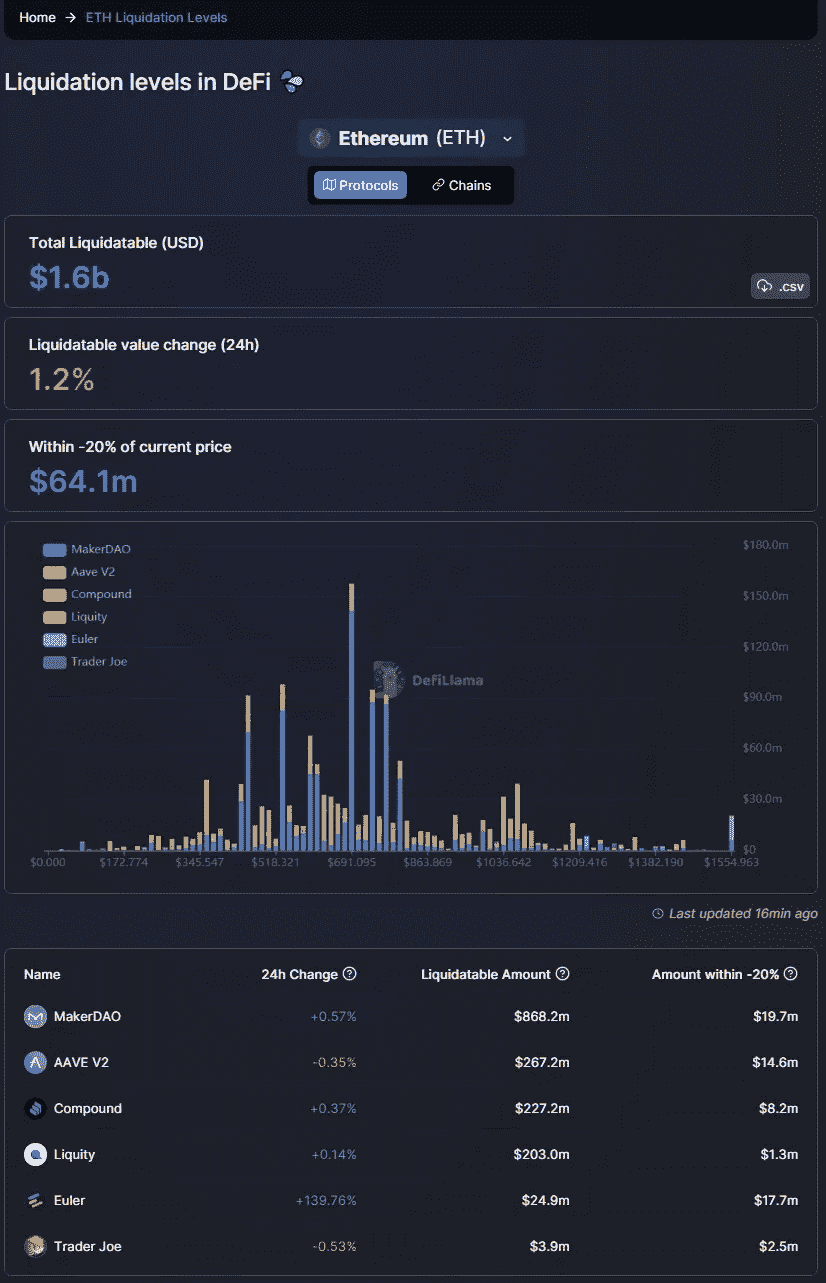 Home → ETH Liquidation Levels
Liquidation levels in DeFi
Ethereum (ETH)
Protocols Chains
Total Liquidatable (USD)
$1.6b
.csv
Liquidatable value change (24h)
1.2%
Within -20% of current price
$64.1m
MakerDAO
Aave V2
Compound
Liquity
Euler
Trader Joe
$180.0m
$150.0m
$120.0m
$90.0m
$60.0m
$30.0m
$0
DefiLlama
$0.000 $172.774 $345.547 $518.321 $691.095 $863.869 $1036.642 $1209.416 $1382.190 $1554.963
Last updated 16min ago
Name 24h Change Liquidatable Amount Amount within -20%
MakerDAO +0.57% $868.2m $19.7m
AAVE V2 -0.35% $267.2m $14.6m
Compound +0.37% $227.2m $8.2m
Liquity +0.14% $203.0m $1.3m
Euler +139.76% $24.9m $17.7m
Trader Joe -0.53% $3.9m $2.5m